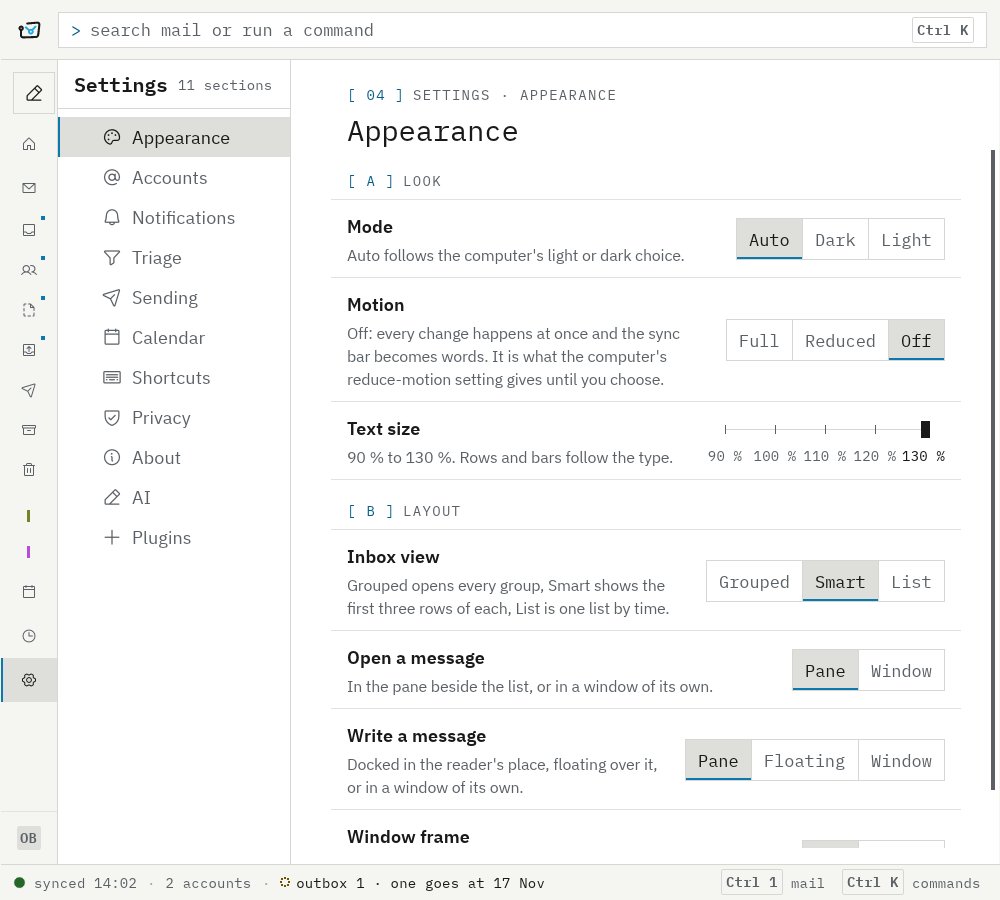 > search mail or run a command Ctrl K
Settings 11 sections
Appearance
Accounts
Notifications
Triage
Sending
Calendar
Shortcuts
Privacy
About
AI
Plugins
OB
[ 04 ] SETTINGS · APPEARANCE
Appearance
[ A ] LOOK
Mode
Auto follows the computer's light or dark choice.
Auto Dark Light
Motion
Off: every change happens at once and the sync
bar becomes words. It is what the computer's
reduce-motion setting gives until you choose.
Full Reduced Off
Text size
90 % to 130 %. Rows and bars follow the type.
90 % 100 % 110 % 120 % 130 %
[ B ] LAYOUT
Inbox view
Grouped opens every group, Smart shows the
first three rows of each, List is one list by time.
Grouped Smart List
Open a message
In the pane beside the list, or in a window of its own.
Pane Window
Write a message
Docked in the reader's place, floating over it,
or in a window of its own.
Pane Floating Window
Window frame
synced 14:02 · 2 accounts · outbox 1 · one goes at 17 Nov
Ctrl 1 mail Ctrl K commands